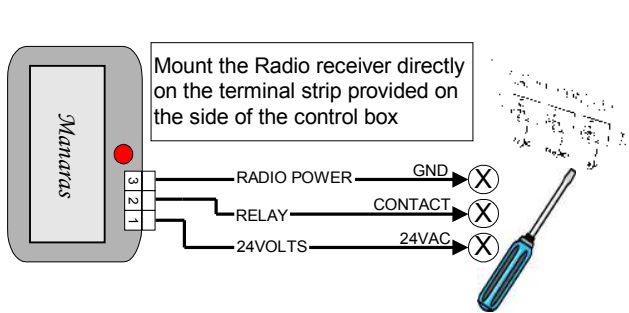 Mount the Radio receiver directly
on the terminal strip provided on
the side of the control box
Manaras
3 RADIO POWER GND X
2 RELAY CONTACT X
1 24VOLTS 24VAC X